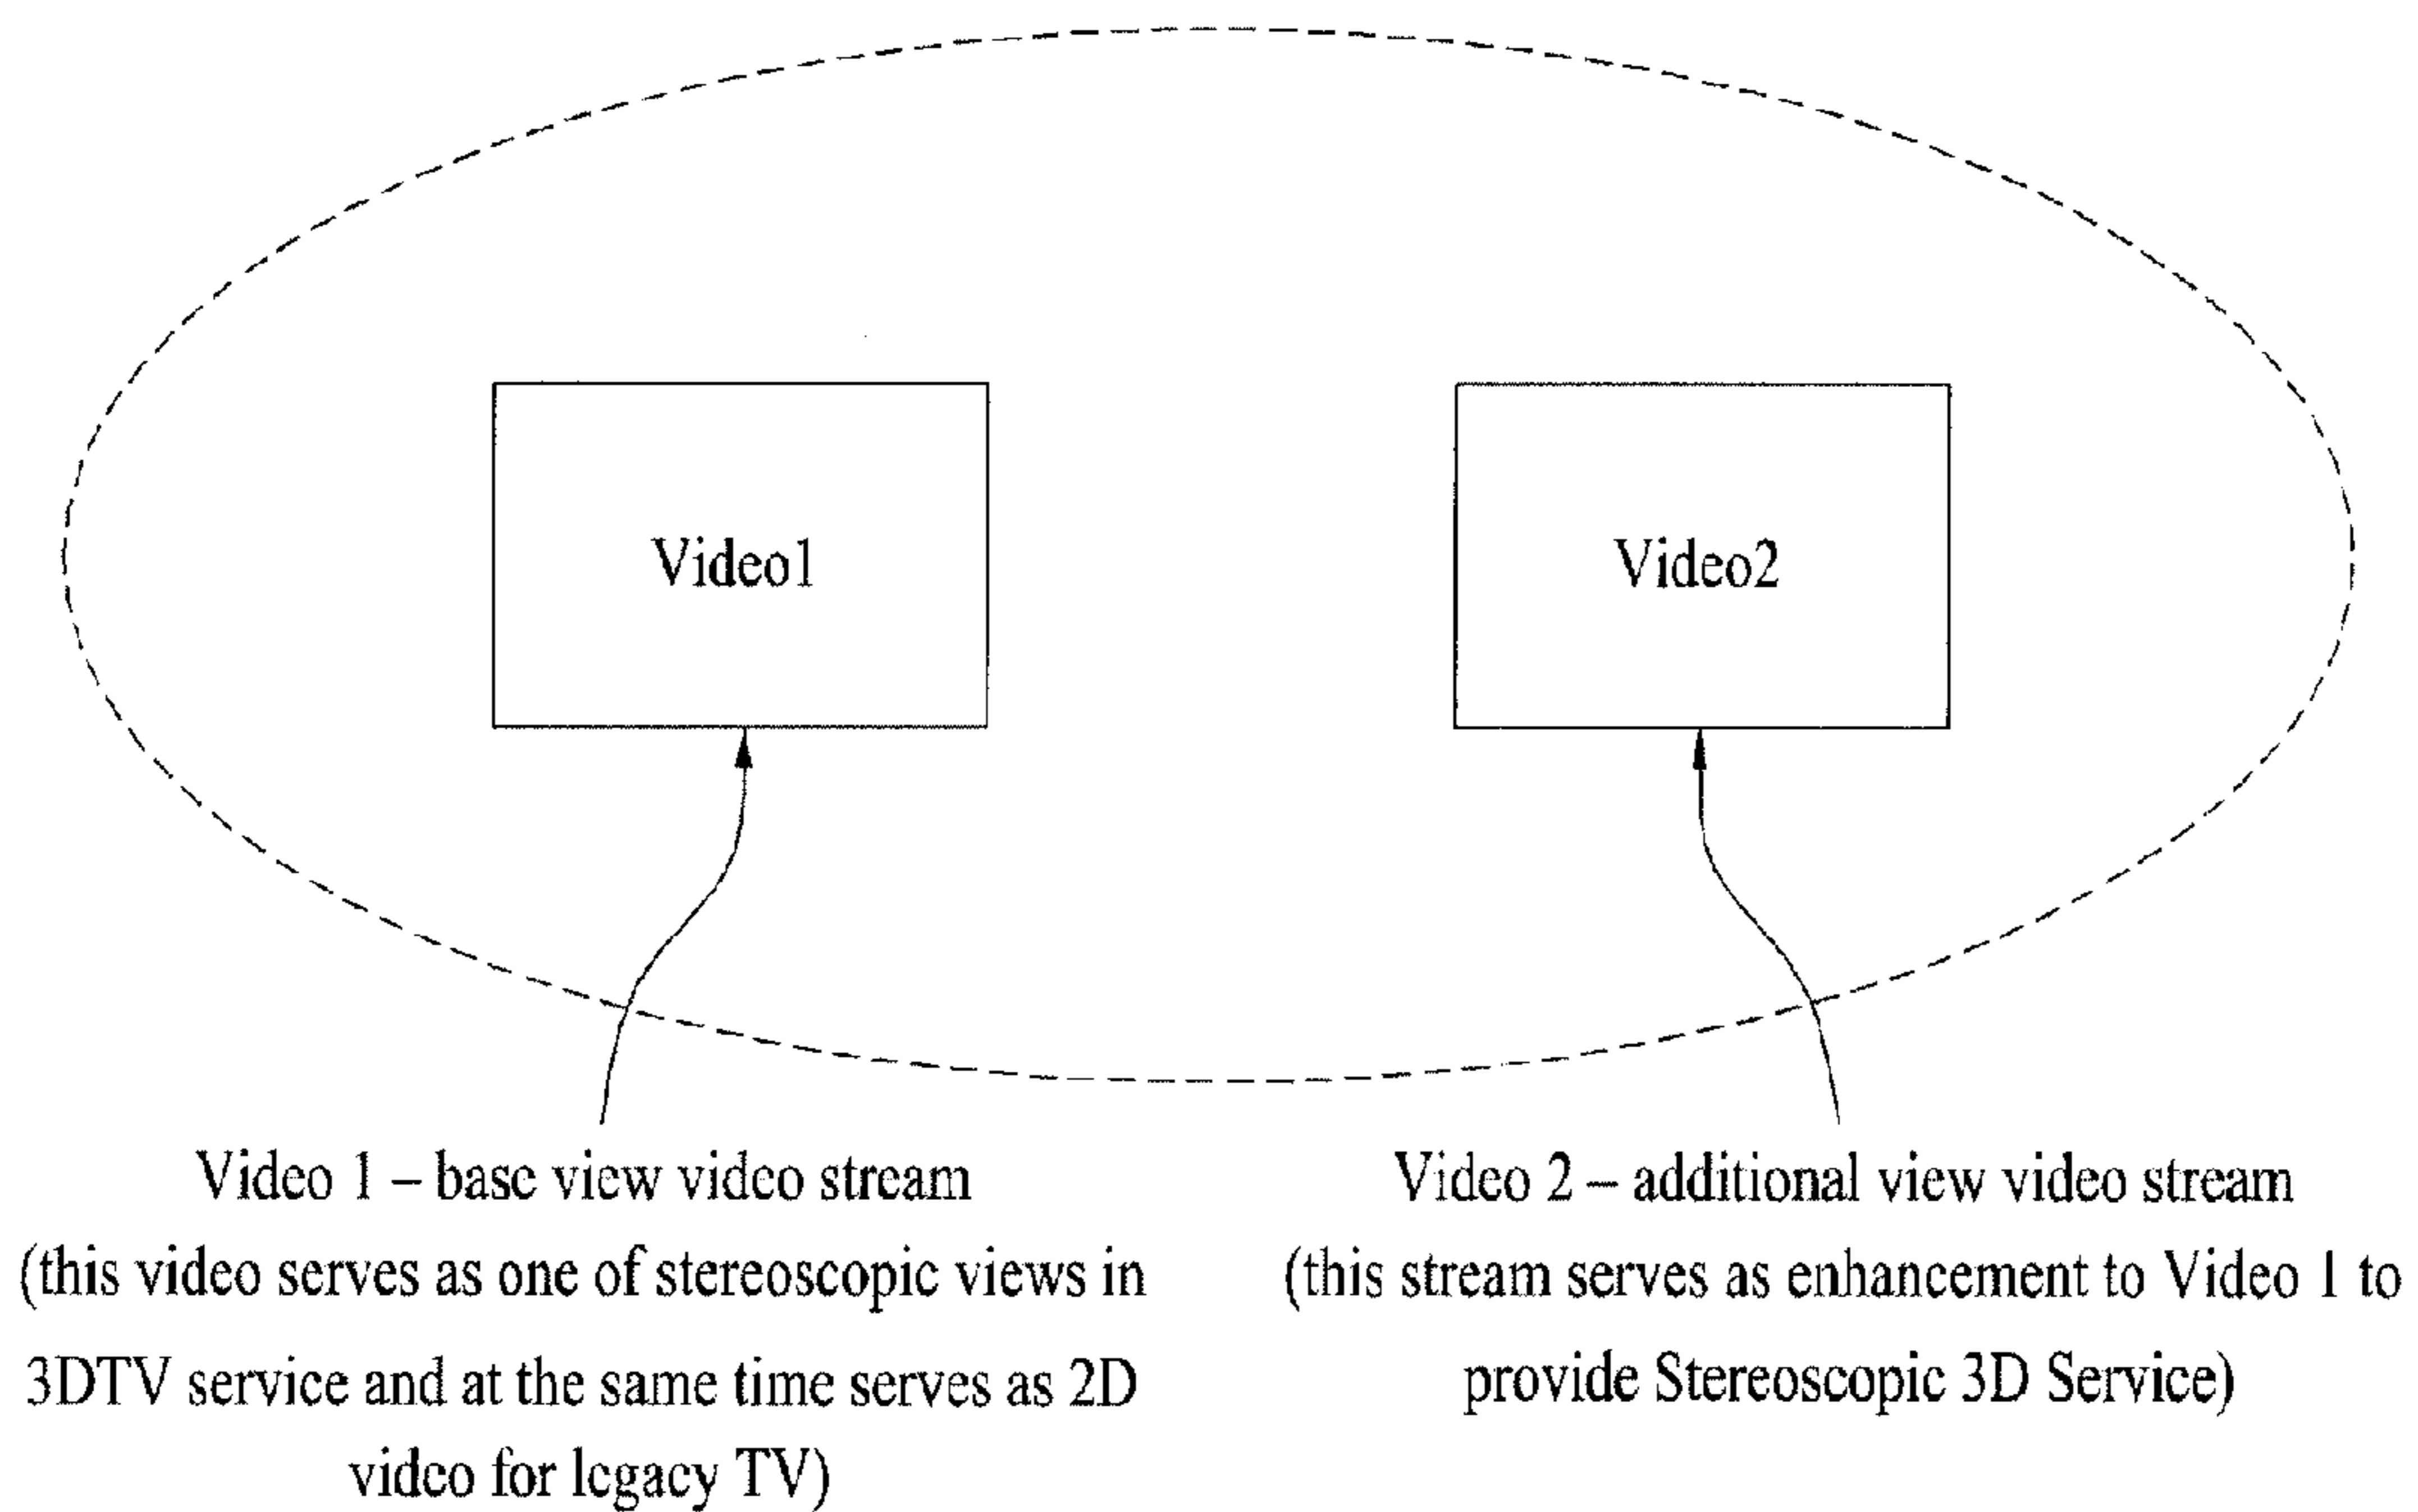 Video1
Video2
Video 1 – base view video stream
(this video serves as one of stereoscopic views in
3DTV service and at the same time serves as 2D
video for legacy TV)
Video 2 – additional view video stream
(this stream serves as enhancement to Video 1 to
provide Stereoscopic 3D Service)